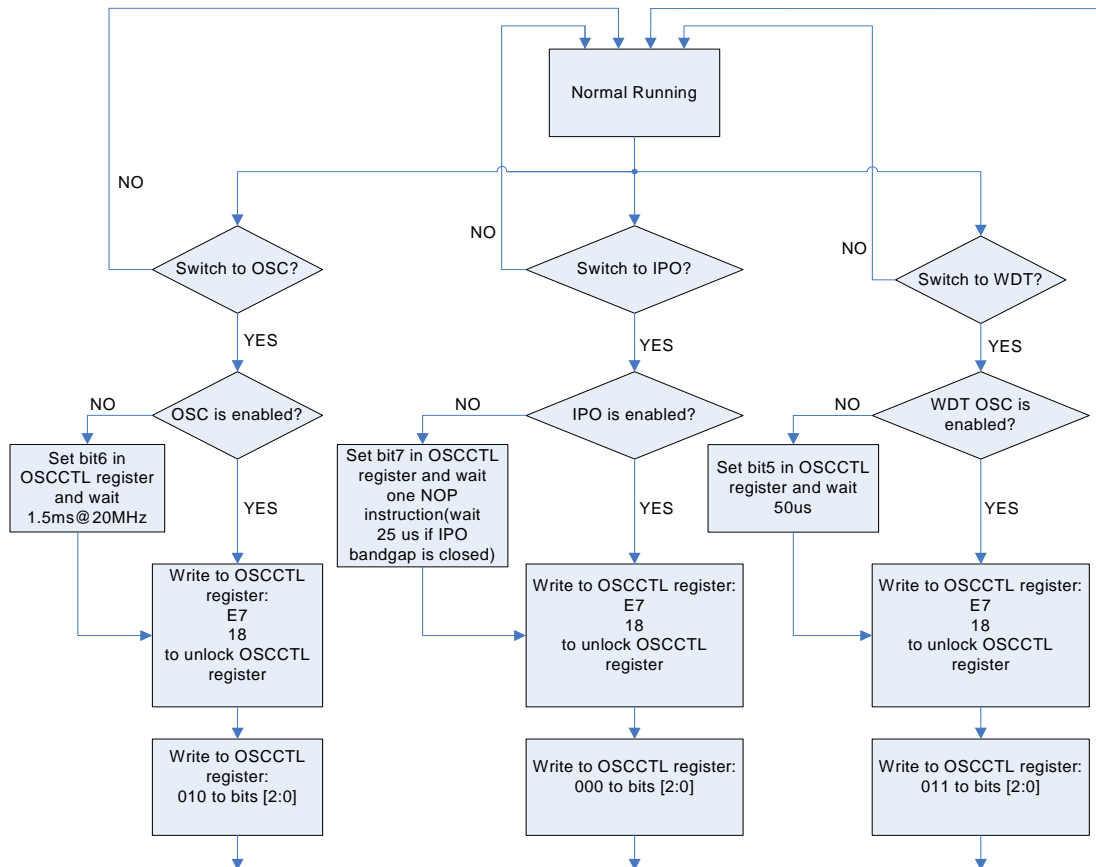 Normal Running
NO
NO
NO
Switch to OSC?
Switch to IPO?
Switch to WDT?
YES
YES
YES
OSC is enabled?
IPO is enabled?
WDT OSC is
enabled?
NO
NO
NO
Set bit6 in
OSCCTL register
and wait
1.5ms@20MHz
Set bit7 in OSCCTL
register and wait
one NOP
instruction(wait
25 us if IPO
bandgap is closed)
Set bit5 in OSCCTL
register and wait
50us
YES
YES
YES
Write to OSCCTL
register:
E7
18
to unlock OSCCTL
register
Write to OSCCTL register:
E7
18
to unlock OSCCTL
register
Write to OSCCTL register:
E7
18
to unlock OSCCTL
register
Write to OSCCTL
register:
010 to bits [2:0]
Write to OSCCTL register:
000 to bits [2:0]
Write to OSCCTL register:
011 to bits [2:0]